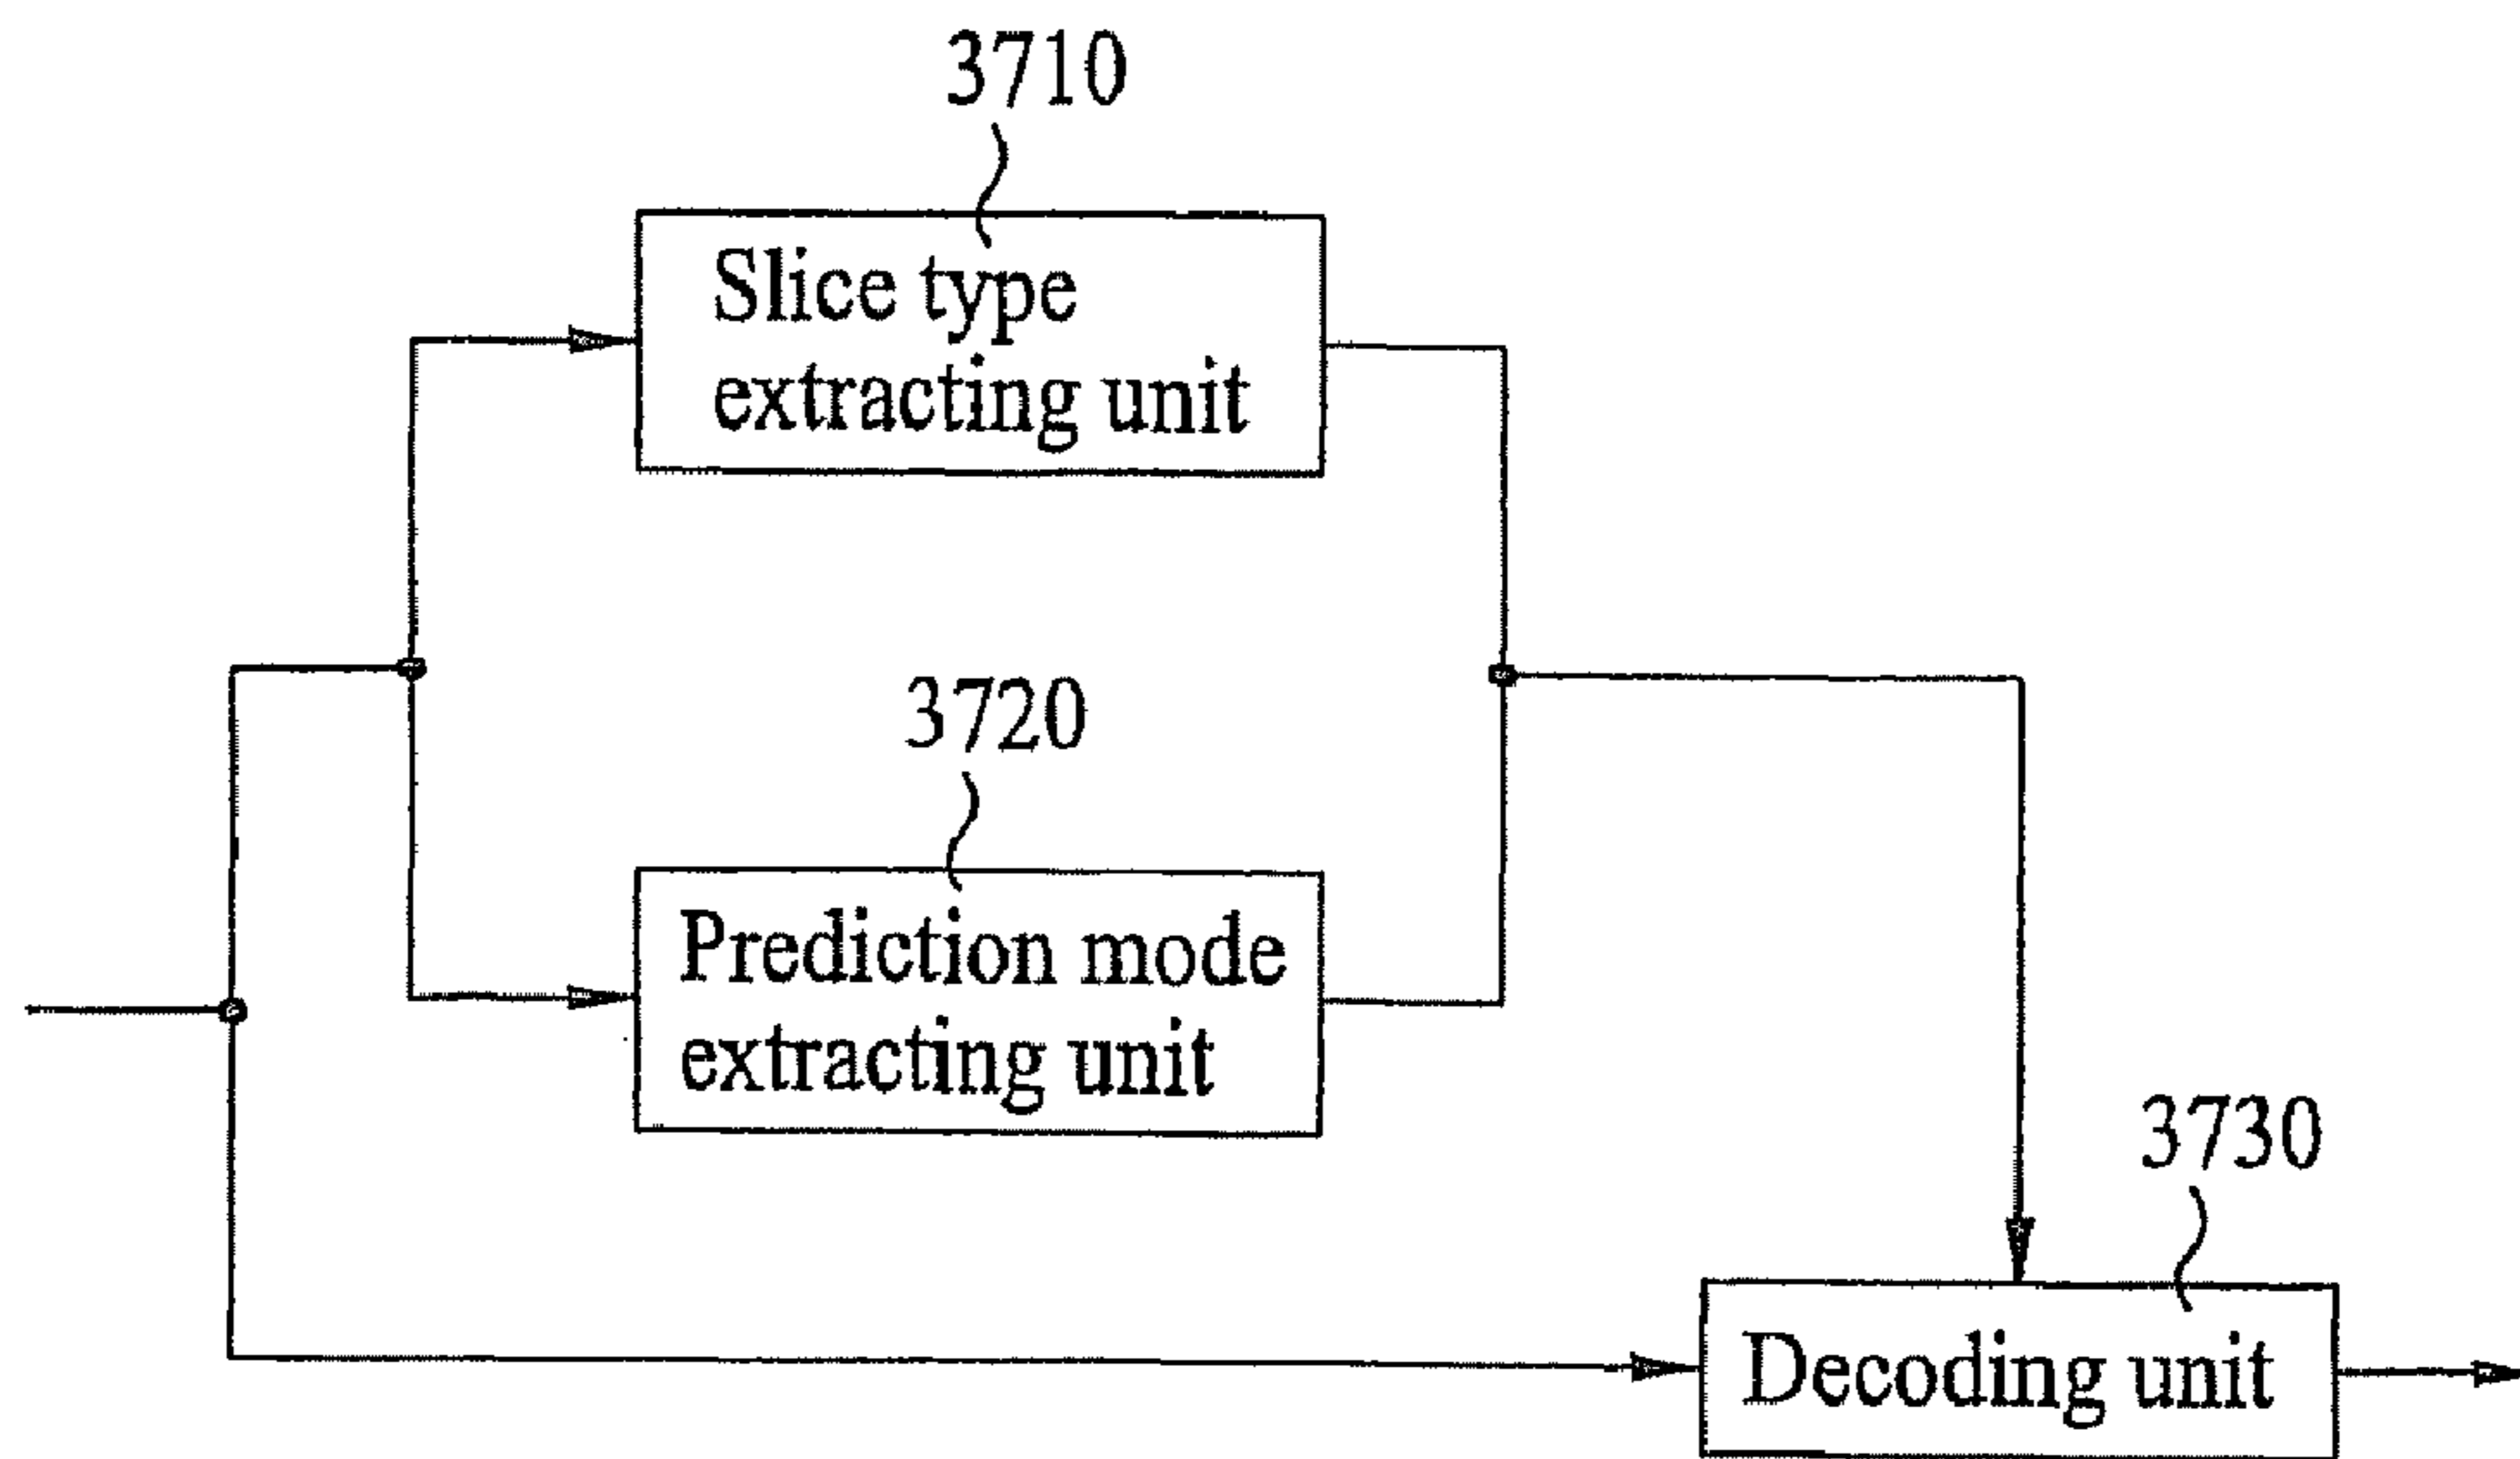 3710
Slice type
extracting unit
3720
Prediction mode
extracting unit
3730
Decoding unit